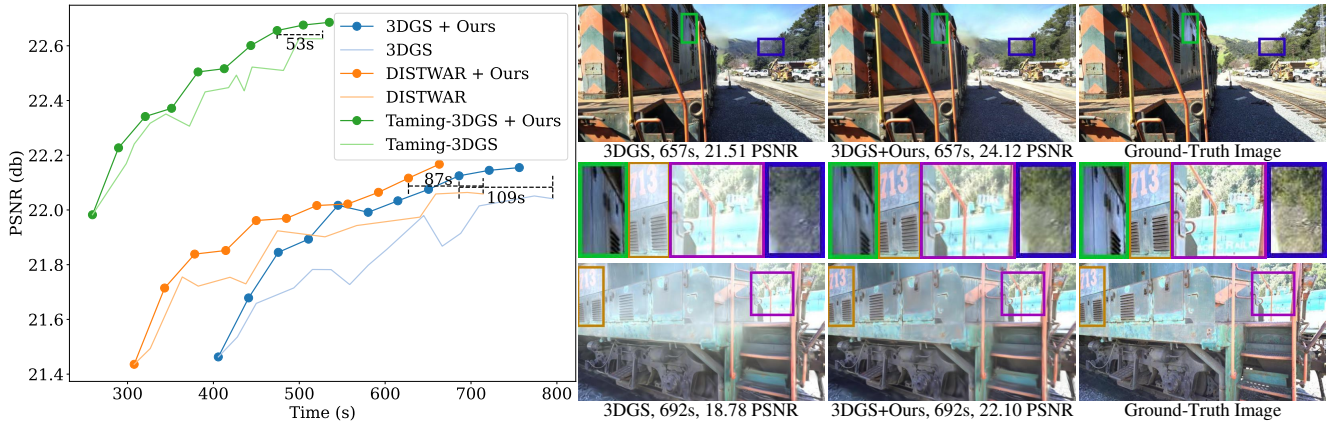 22.6
22.4
22.2
22.0
21.8
21.6
21.4
PSNR (db)
300
400
500
600
700
800
Time (s)
3DGS + Ours
3DGS
DISTWAR + Ours
DISTWAR
Taming-3DGS + Ours
Taming-3DGS
53s
87s
109s
3DGS, 657s, 21.51 PSNR
3DGS+Ours, 657s, 24.12 PSNR
Ground-Truth Image
713
713
713
3DGS, 692s, 18.78 PSNR
3DGS+Ours, 692s, 22.10 PSNR
Ground-Truth Image